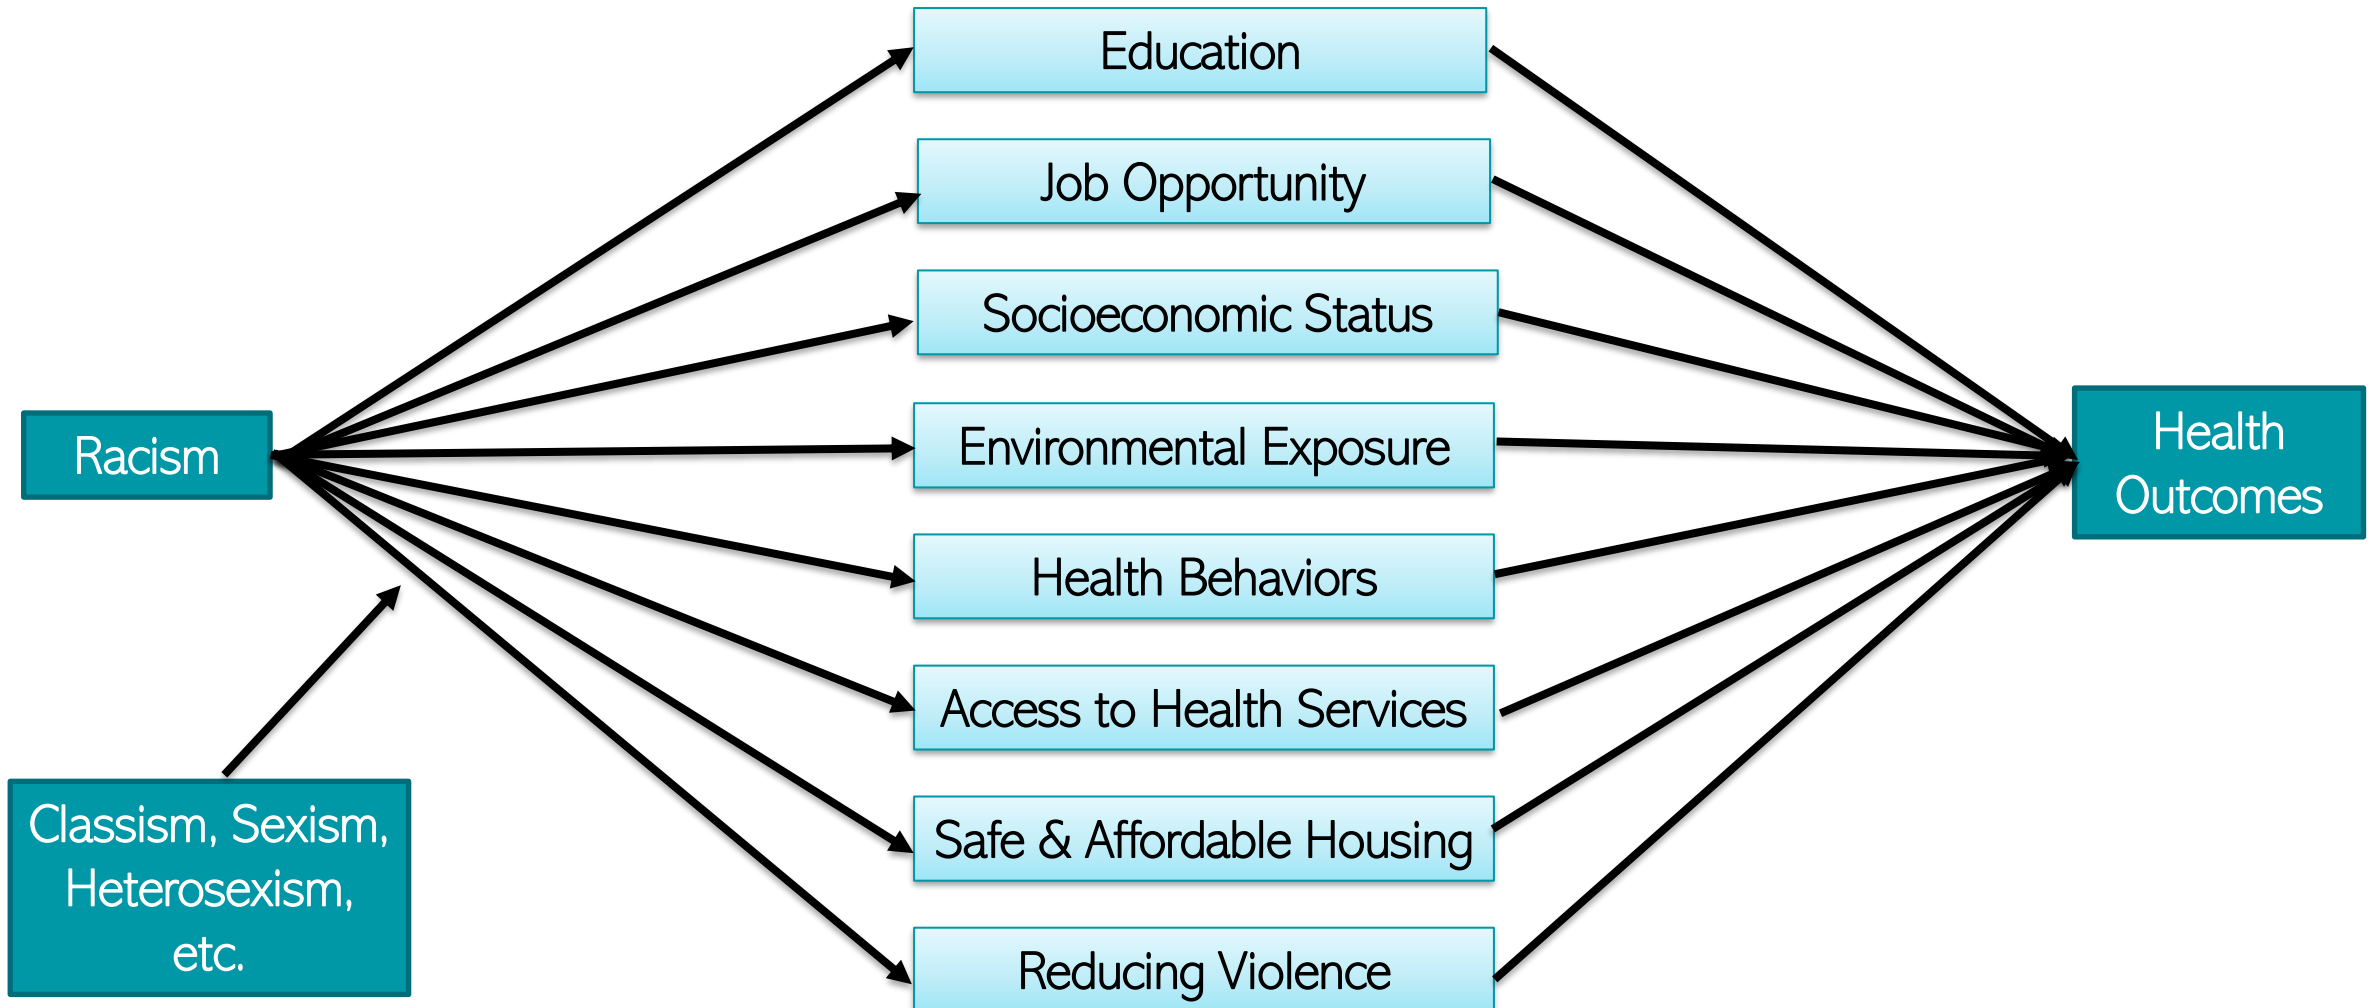 Education
Job Opportunity
Socioeconomic Status
Racism
Environmental Exposure
Health
Outcomes
Health Behaviors
Access to Health Services
Classism, Sexism,
Heterosexism,
etc.
Safe & Affordable Housing
Reducing Violence